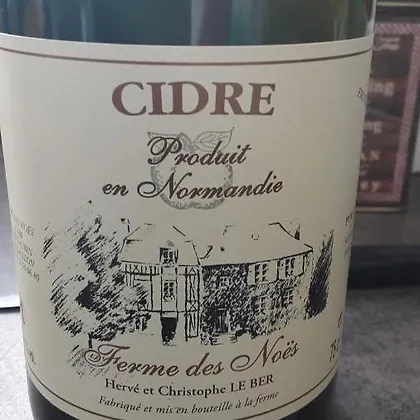 CIDRE
Produit
en Normandie
Ferme des Noës
Hervé et Christophe LE BER
Fabriqué et mis en bouteille à la ferme